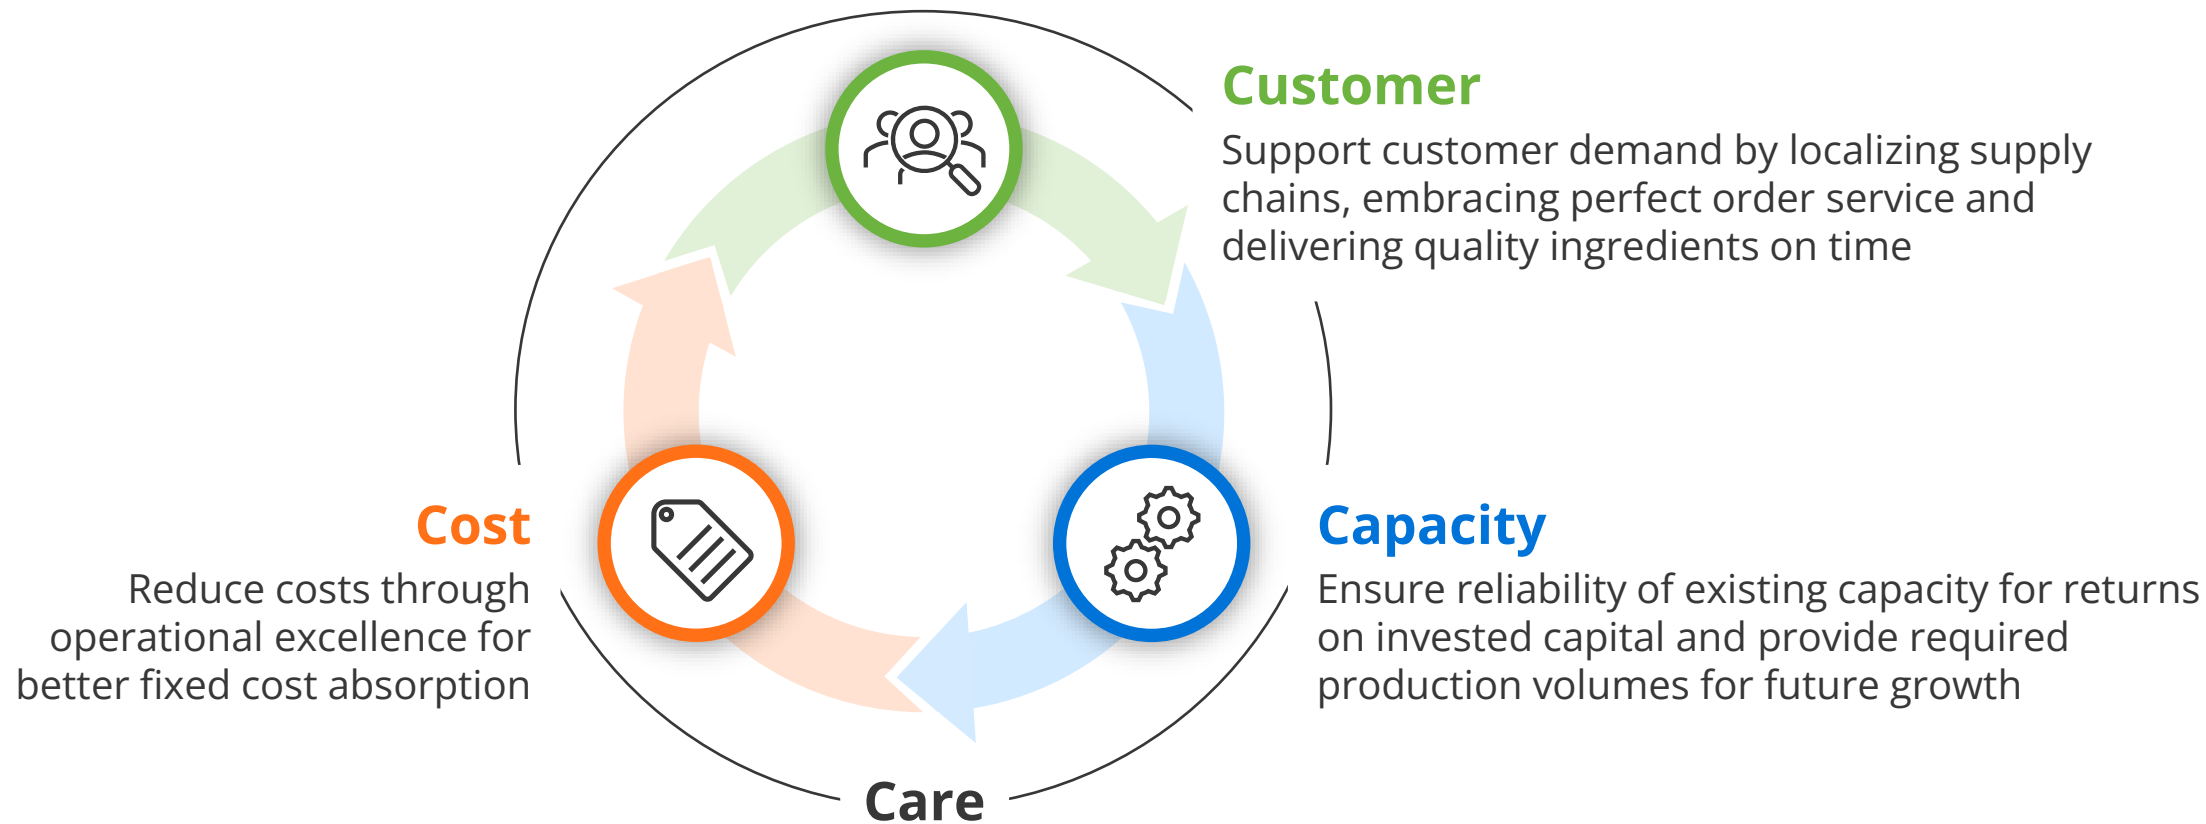 Customer
Support customer demand by localizing supply
chains, embracing perfect order service and
delivering quality ingredients on time
Capacity
Ensure reliability of existing capacity for returns
on invested capital and provide required
production volumes for future growth
Cost
Reduce costs through
operational excellence for
better fixed cost absorption
Care